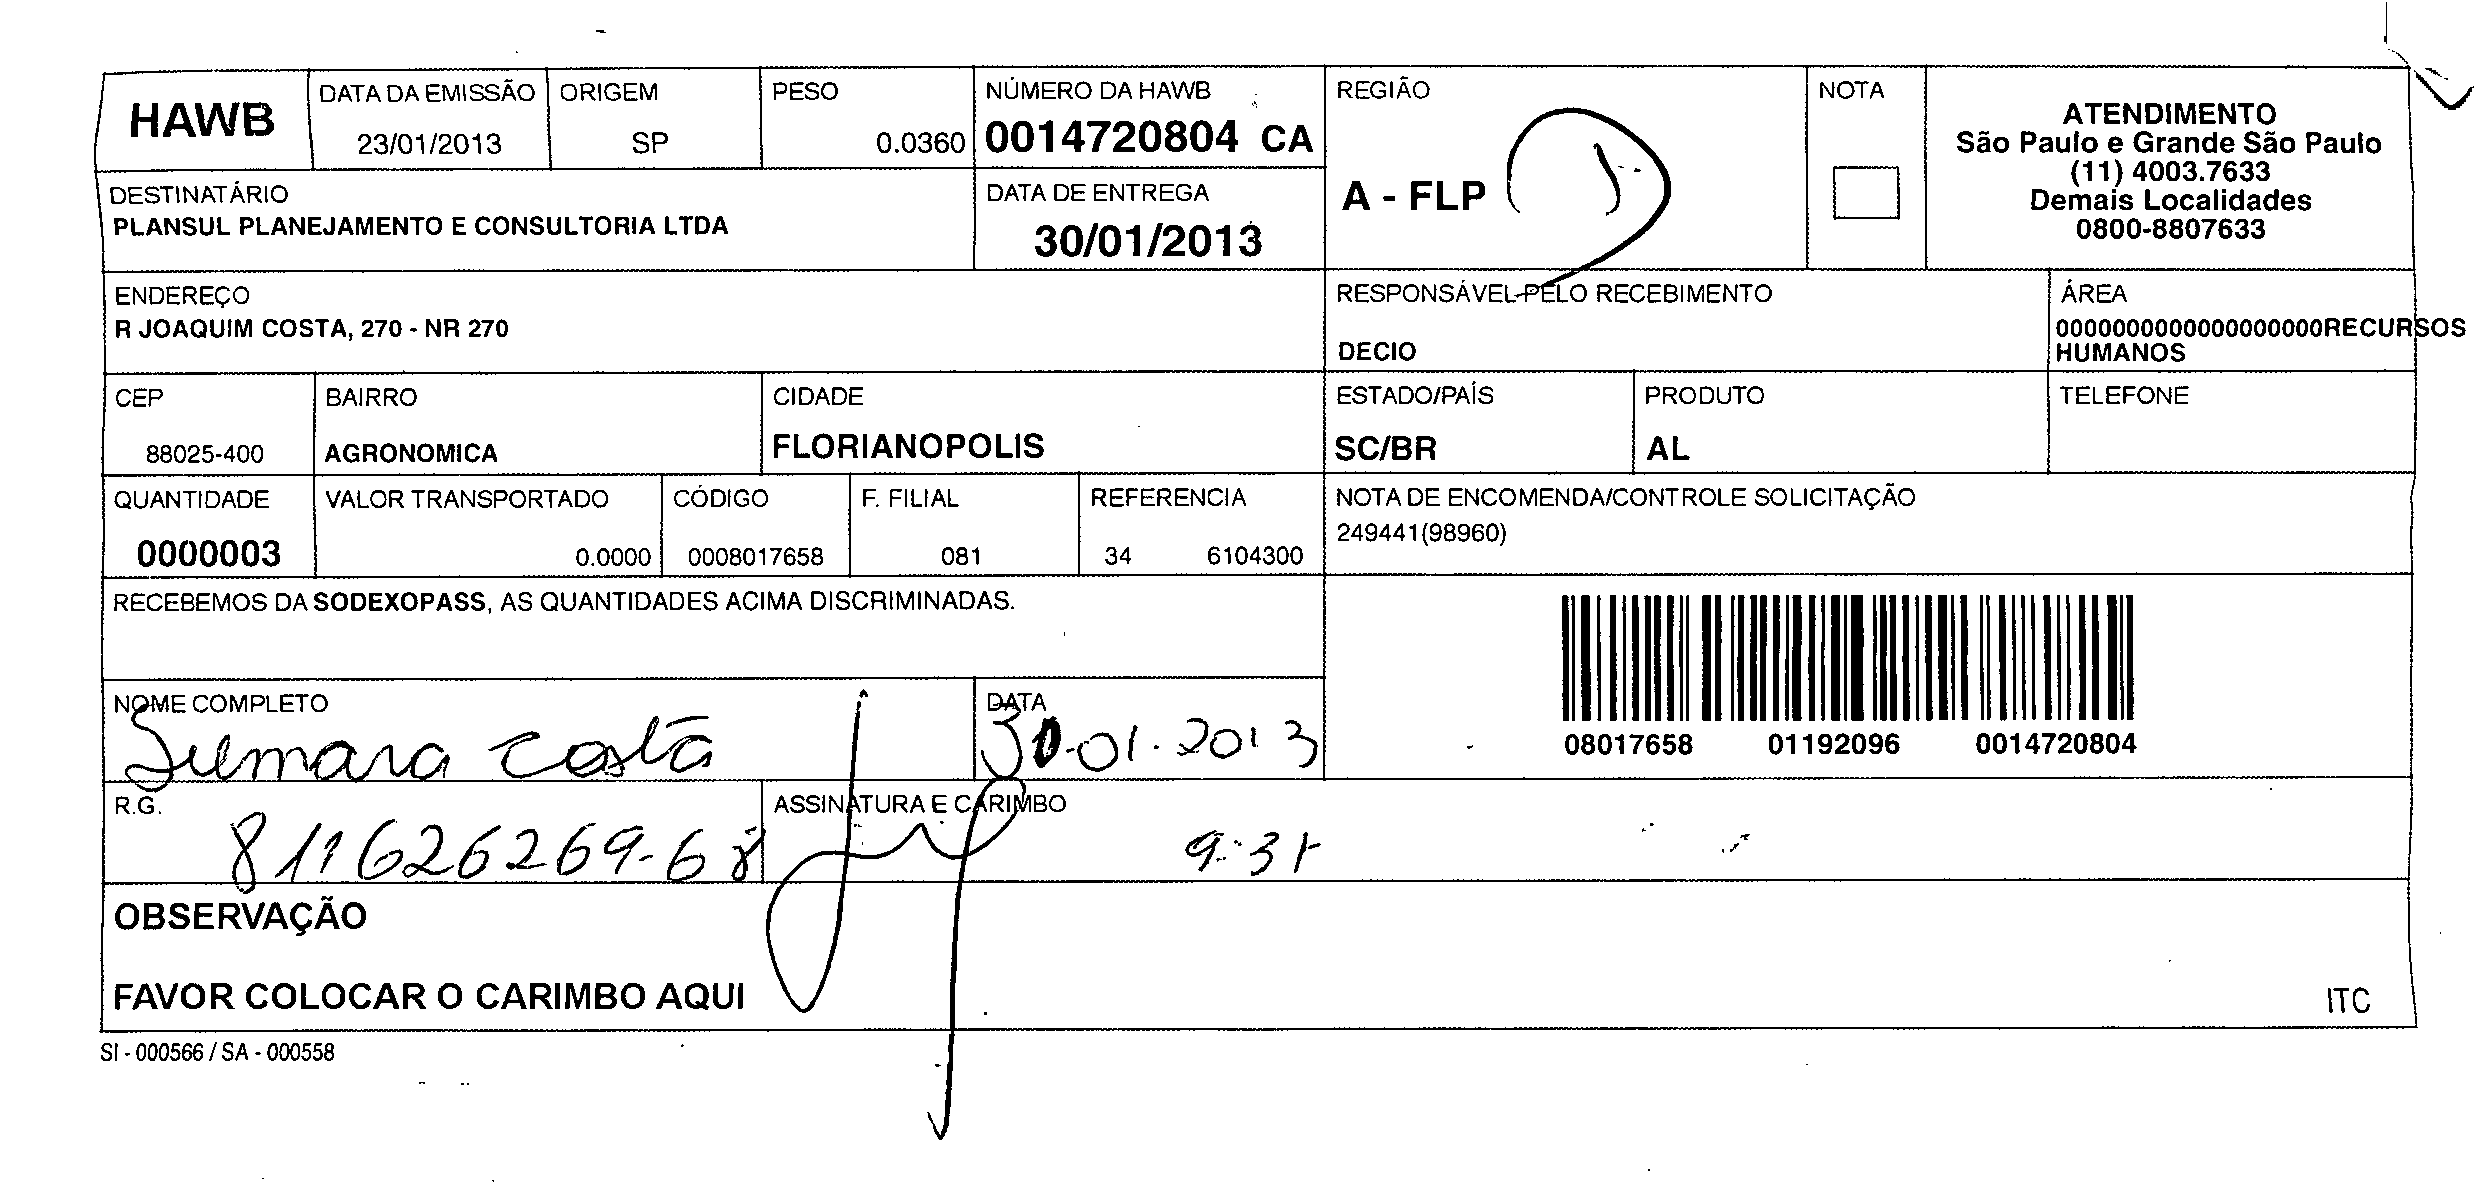 HAWB
DATA DA EMISSÃO
23/01/2013
ORIGEM
SP
PESO
0.0360
NÚMERO DA HAWB
0014720804 CA
REGIÃO
A - FLP
NOTA
ATENDIMENTO
São Paulo e Grande São Paulo
(11) 4003.7633
Demais Localidades
0800-8807633
DESTINATÁRIO
PLANSUL PLANEJAMENTO E CONSULTORIA LTDA
DATA DE ENTREGA
30/01/2013
ENDEREÇO
R JOAQUIM COSTA, 270 - NR 270
RESPONSÁVEL PELO RECEBIMENTO
DECIO
ÁREA
0000000000000000000RECURSOS
HUMANOS
CEP
88025-400
BAIRRO
AGRONOMICA
CIDADE
FLORIANOPOLIS
ESTADO/PAÍS
SC/BR
PRODUTO
AL
TELEFONE
QUANTIDADE
0000003
VALOR TRANSPORTADO
0.0000
CÓDIGO
0008017658
F. FILIAL
081
REFERENCIA
34 6104300
NOTA DE ENCOMENDA/CONTROLE SOLICITAÇÃO
249441(98960)
RECEBEMOS DA SODEXOPASS, AS QUANTIDADES ACIMA DISCRIMINADAS.
08017658 01192096 0014720804
NOME COMPLETO
Sumara Costa
DATA
30-01-2013
R.G.
811626269-68
ASSINATURA E CARIMBO
9:31
OBSERVAÇÃO
FAVOR COLOCAR O CARIMBO AQUI
ITC
SI - 000566 / SA - 000558